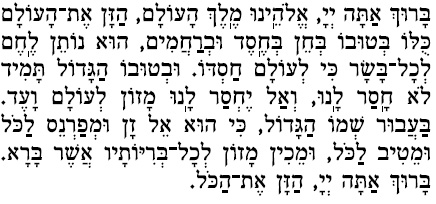 בָּרוּךְ אַתָּה יְיָ, אֱלֹהֵינוּ מֶלֶךְ הָעוֹלָם, הַזָּן אֶת־הָעוֹלָם
כֻּלּוֹ בְּטוּבוֹ בְּחֵן בְּחֶֽסֶד וּבְרַחֲמִים, הוּא נוֹתֵן לֶֽחֶם
לְכָל־בָּשָׂר כִּי לְעוֹלָם חַסְדּוֹ. וּבְטוּבוֹ הַגָּדוֹל תָּמִיד
לֹא חָֽסַר לָֽנוּ, וְאַל יֶחְסַר לָֽנוּ מָזוֹן לְעוֹלָם וָעֶד.
בַּעֲבוּר שְׁמוֹ הַגָּדוֹל, כִּי הוּא אֵל זָן וּמְפַרְנֵס לַכֹּל
וּמֵטִיב לַכֹּל, וּמֵכִין מָזוֹן לְכָל־בְּרִיּוֹתָיו אֲשֶׁר בָּרָא.
בָּרוּךְ אַתָּה יְיָ, הַזָּן אֶת־הַכֹּל.